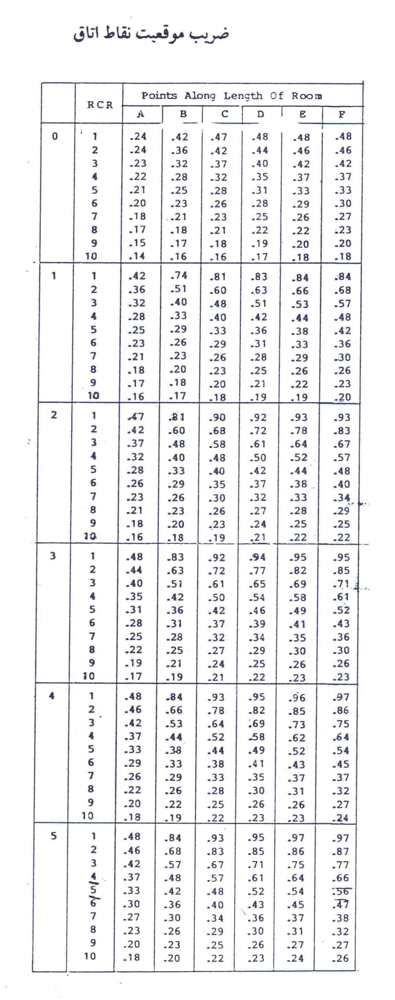 ضریب موقعیت نقاط اتاق
Points Along Length Of Room
RCR
A B C D E F
0 1 .24 .42 .47 .48 .48 .48
2 .24 .36 .42 .44 .46 .46
3 .23 .32 .37 .40 .42 .42
4 .22 .28 .32 .35 .37 .37
5 .21 .25 .28 .31 .33 .33
6 .20 .23 .26 .28 .29 .30
7 .18 .21 .23 .25 .26 .27
8 .17 .18 .21 .22 .22 .23
9 .15 .17 .18 .19 .20 .20
10 .14 .16 .16 .17 .18 .18
1 1 .42 .74 .81 .83 .84 .84
2 .36 .51 .60 .63 .66 .68
3 .32 .40 .48 .51 .53 .57
4 .28 .33 .40 .42 .44 .48
5 .25 .29 .33 .36 .38 .42
6 .23 .26 .29 .31 .33 .36
7 .21 .23 .26 .28 .29 .30
8 .18 .20 .23 .25 .26 .26
9 .17 .18 .20 .21 .22 .23
10 .16 .17 .18 .19 .19 .20
2 1 .47 .81 .90 .92 .93 .93
2 .42 .60 .68 .72 .78 .83
3 .37 .48 .58 .61 .64 .67
4 .32 .40 .48 .50 .52 .57
5 .28 .33 .40 .42 .44 .48
6 .26 .29 .35 .37 .38 .40
7 .23 .26 .30 .32 .33 .34
8 .21 .23 .26 .27 .28 .29
9 .18 .20 .23 .24 .25 .25
10 .16 .18 .19 .21 .22 .22
3 1 .48 .83 .92 .94 .95 .95
2 .44 .63 .72 .77 .82 .85
3 .40 .51 .61 .65 .69 .71
4 .35 .42 .50 .54 .58 .61
5 .31 .36 .42 .46 .49 .52
6 .28 .31 .37 .39 .41 .43
7 .25 .28 .32 .34 .35 .36
8 .22 .25 .27 .29 .30 .30
9 .19 .21 .24 .25 .26 .26
10 .17 .19 .21 .22 .23 .23
4 1 .48 .84 .93 .95 .96 .97
2 .46 .66 .78 .82 .85 .86
3 .42 .53 .64 .69 .73 .75
4 .37 .44 .52 .58 .62 .64
5 .33 .38 .44 .49 .52 .54
6 .29 .33 .38 .41 .43 .45
7 .26 .29 .33 .35 .37 .37
8 .22 .26 .28 .30 .31 .32
9 .20 .22 .25 .26 .26 .27
10 .18 .19 .22 .23 .23 .24
5 1 .48 .84 .93 .95 .97 .97
2 .46 .68 .83 .85 .86 .87
3 .42 .57 .67 .71 .75 .77
4 .37 .48 .57 .61 .64 .66
5 .33 .42 .48 .52 .54 .56
6 .30 .36 .40 .43 .45 .47
7 .27 .30 .34 .36 .37 .38
8 .23 .26 .29 .30 .31 .32
9 .20 .23 .25 .26 .27 .27
10 .18 .20 .22 .23 .24 .26